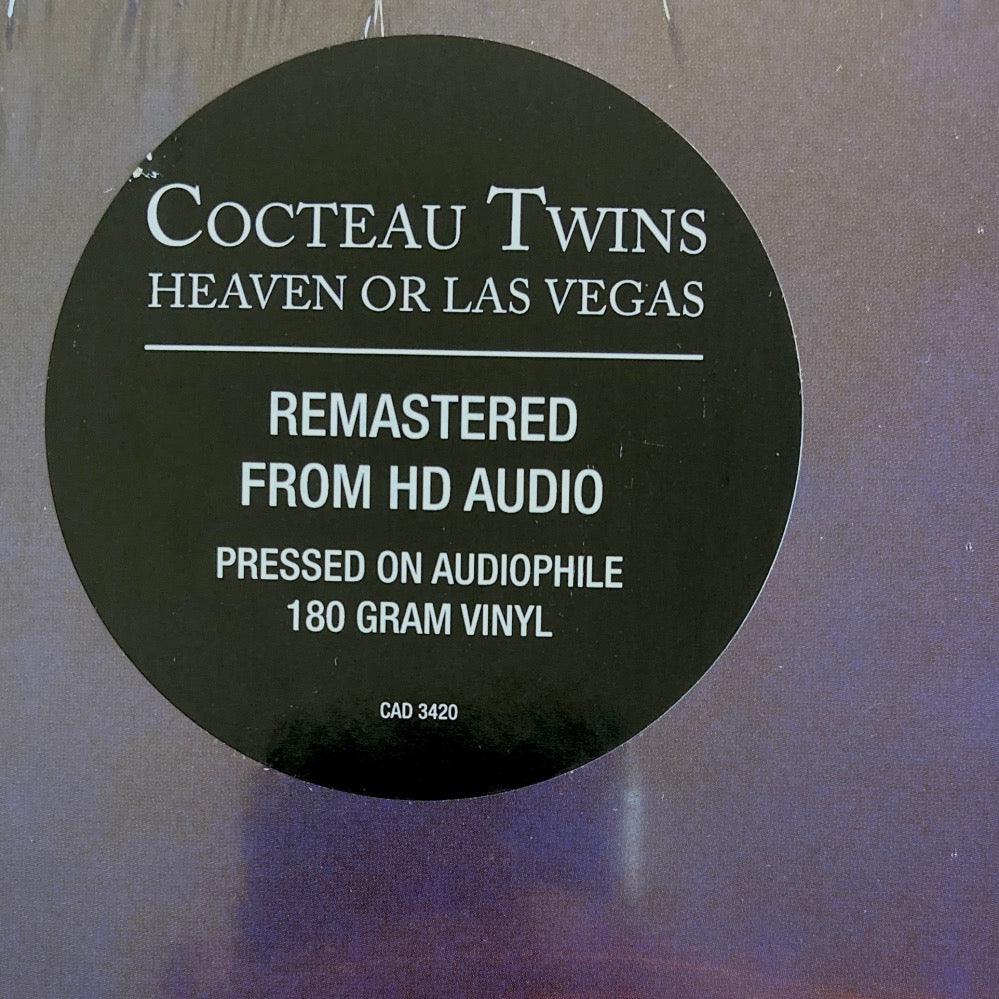 COCTEAU TWINS
HEAVEN OR LAS VEGAS
REMASTERED
FROM HD AUDIO
PRESSED ON AUDIOPHILE
180 GRAM VINYL
CAD 3420